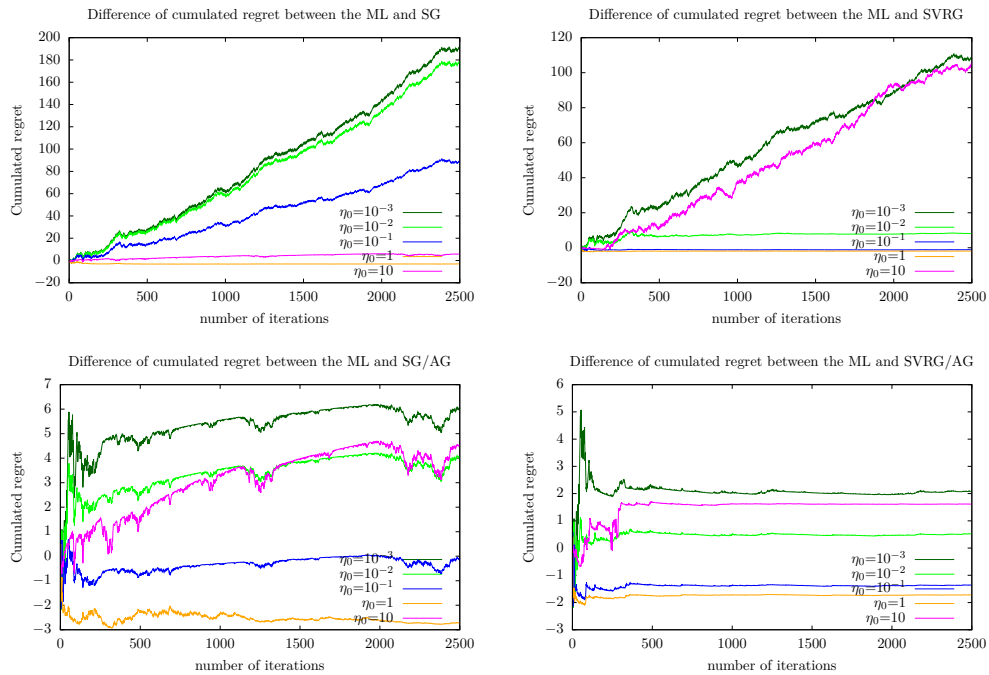 Difference of cumulated regret between the ML and SG
200
180
160
140
120
100
80
60
40
20
0
−20
0 500 1000 1500 2000 2500
Cumulated regret
number of iterations
η₀=10⁻³
η₀=10⁻²
η₀=10⁻¹
η₀=1
η₀=10
Difference of cumulated regret between the ML and SVRG
120
100
80
60
40
20
0
−20
0 500 1000 1500 2000 2500
Cumulated regret
number of iterations
η₀=10⁻³
η₀=10⁻²
η₀=10⁻¹
η₀=1
η₀=10
Difference of cumulated regret between the ML and SG/AG
7
6
5
4
3
2
1
0
−1
−2
−3
0 500 1000 1500 2000 2500
Cumulated regret
number of iterations
η₀=10⁻³
η₀=10⁻²
η₀=10⁻¹
η₀=1
η₀=10
Difference of cumulated regret between the ML and SVRG/AG
6
5
4
3
2
1
0
−1
−2
−3
0 500 1000 1500 2000 2500
Cumulated regret
number of iterations
η₀=10⁻³
η₀=10⁻²
η₀=10⁻¹
η₀=1
η₀=10